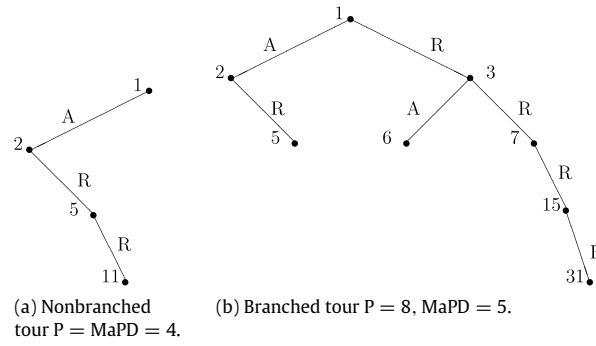 1
A
R
2
3
R
A
R
5
6
7
R
15
31
1
A
2
R
5
R
11
(a) Nonbranched
tour P = MaPD = 4.
(b) Branched tour P = 8, MaPD = 5.